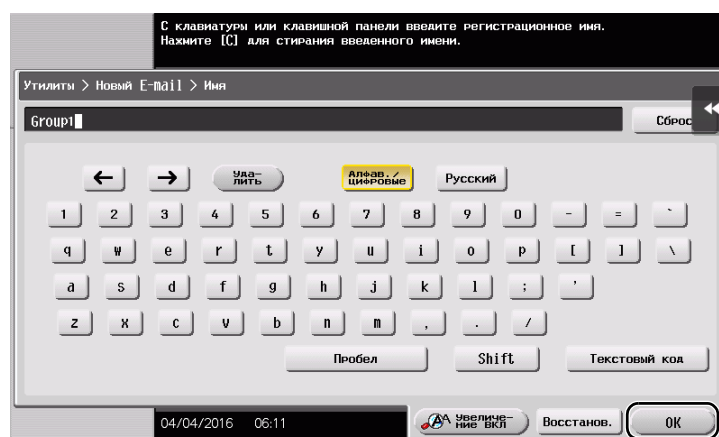 С клавиатуры или клавишной панели введите регистрационное имя.
Нажмите [C] для стирания введенного имени.
Утилиты > Новый E-mail > Имя
Group1
Сброс
← → Уда-
лить
Алфав./
цифровые
Русский
1 2 3 4 5 6 7 8 9 0 - = `
q w e r t y u i o p [ ] \
a s d f g h j k l ; '
z x c v b n m , . /
Пробел Shift Текстовый код
04/04/2016 06:11
Увеличе-
ние ВКЛ
Восстанов. OK